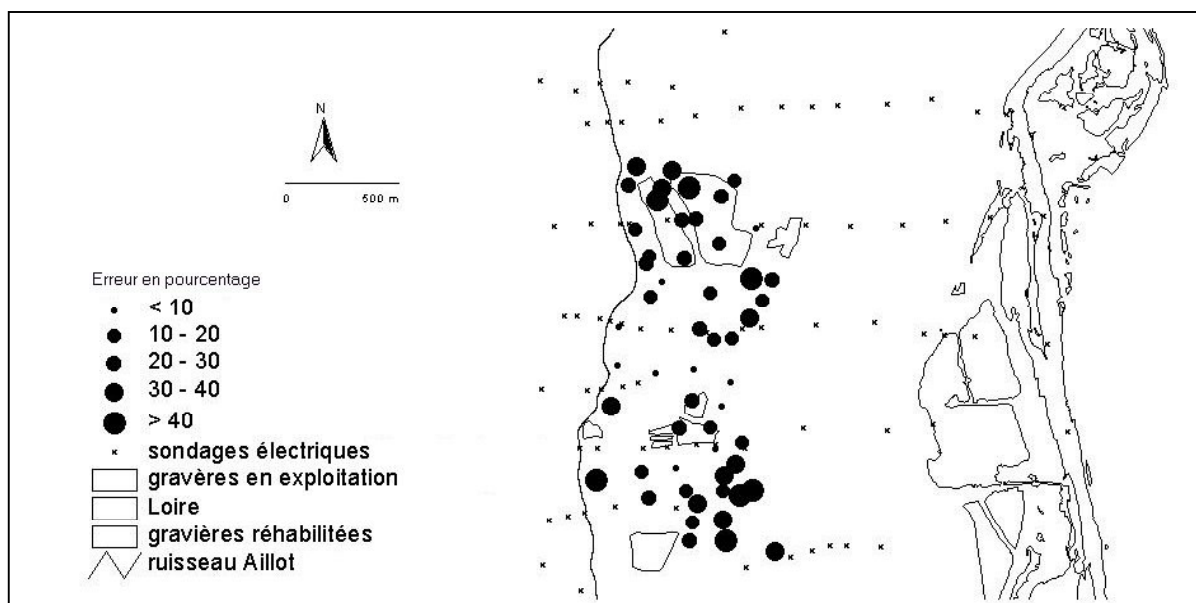 N
0
500 m
Erreur en pourcentage
< 10
10 - 20
20 - 30
30 - 40
> 40
sondages électriques
gravères en exploitation
Loire
gravières réhabilitées
ruisseau Aillot